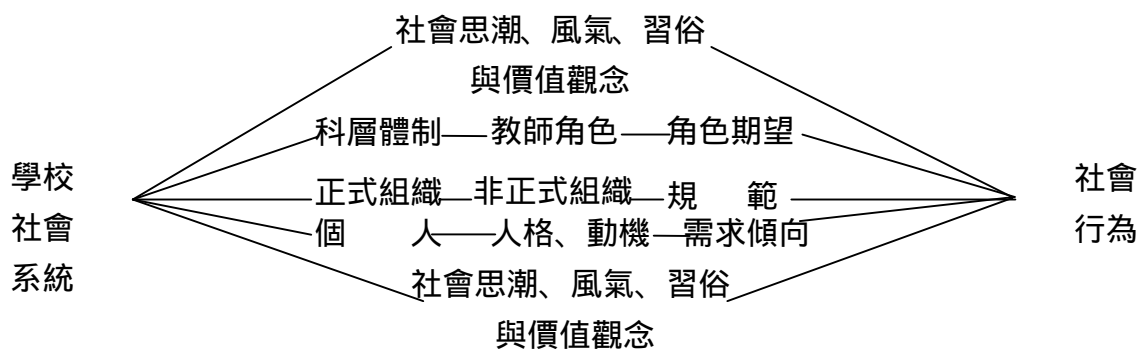 社會思潮、風氣、習俗
與價值觀念
科層體制 教師角色 角色期望
學校
社會
系統
正式組織 非正式組織 規 範
個 人 人格、動機 需求傾向
社會
行為
社會思潮、風氣、習俗
與價值觀念